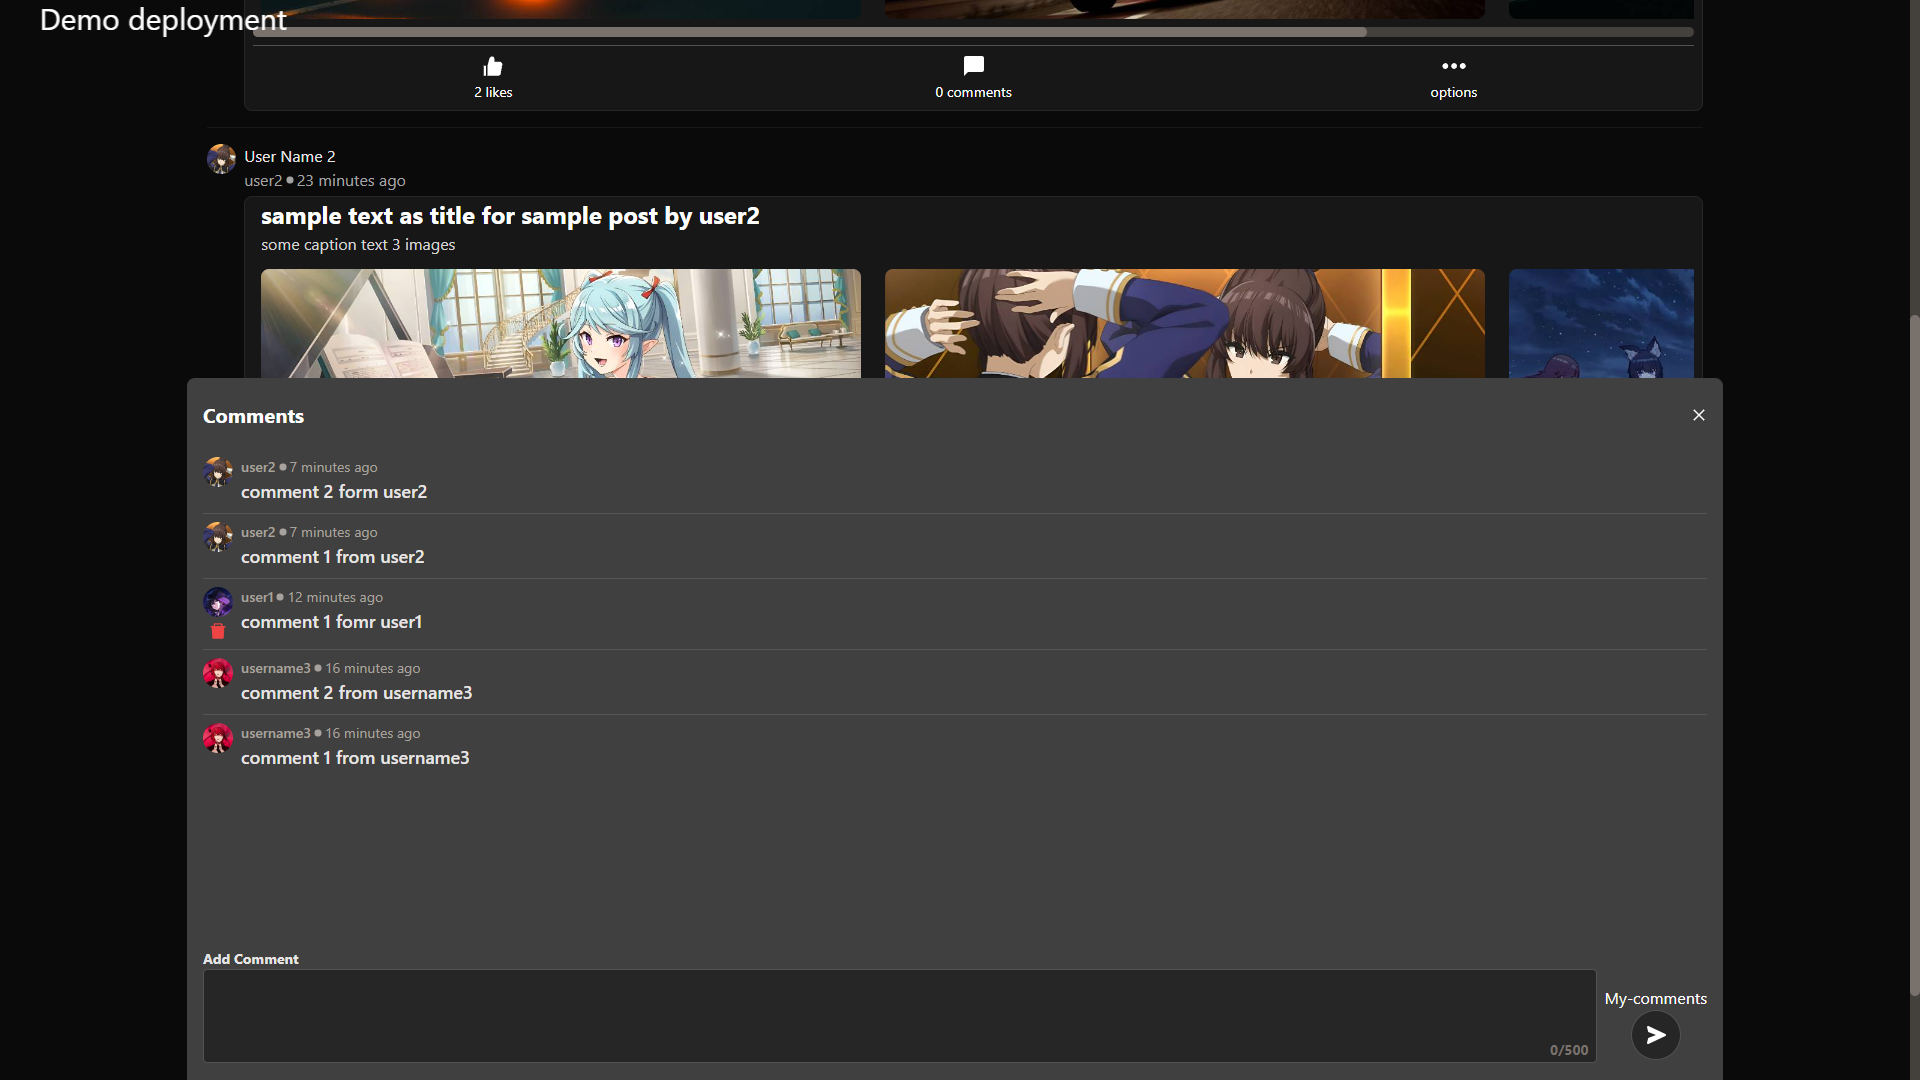 Demo deployment
2 likes
0 comments
options
User Name 2
user2 ● 23 minutes ago
sample text as title for sample post by user2
some caption text 3 images
Comments
user2 ● 7 minutes ago
comment 2 form user2
user2 ● 7 minutes ago
comment 1 from user2
user1 ● 12 minutes ago
comment 1 fomr user1
username3 ● 16 minutes ago
comment 2 from username3
username3 ● 16 minutes ago
comment 1 from username3
Add Comment
My-comments
0/500